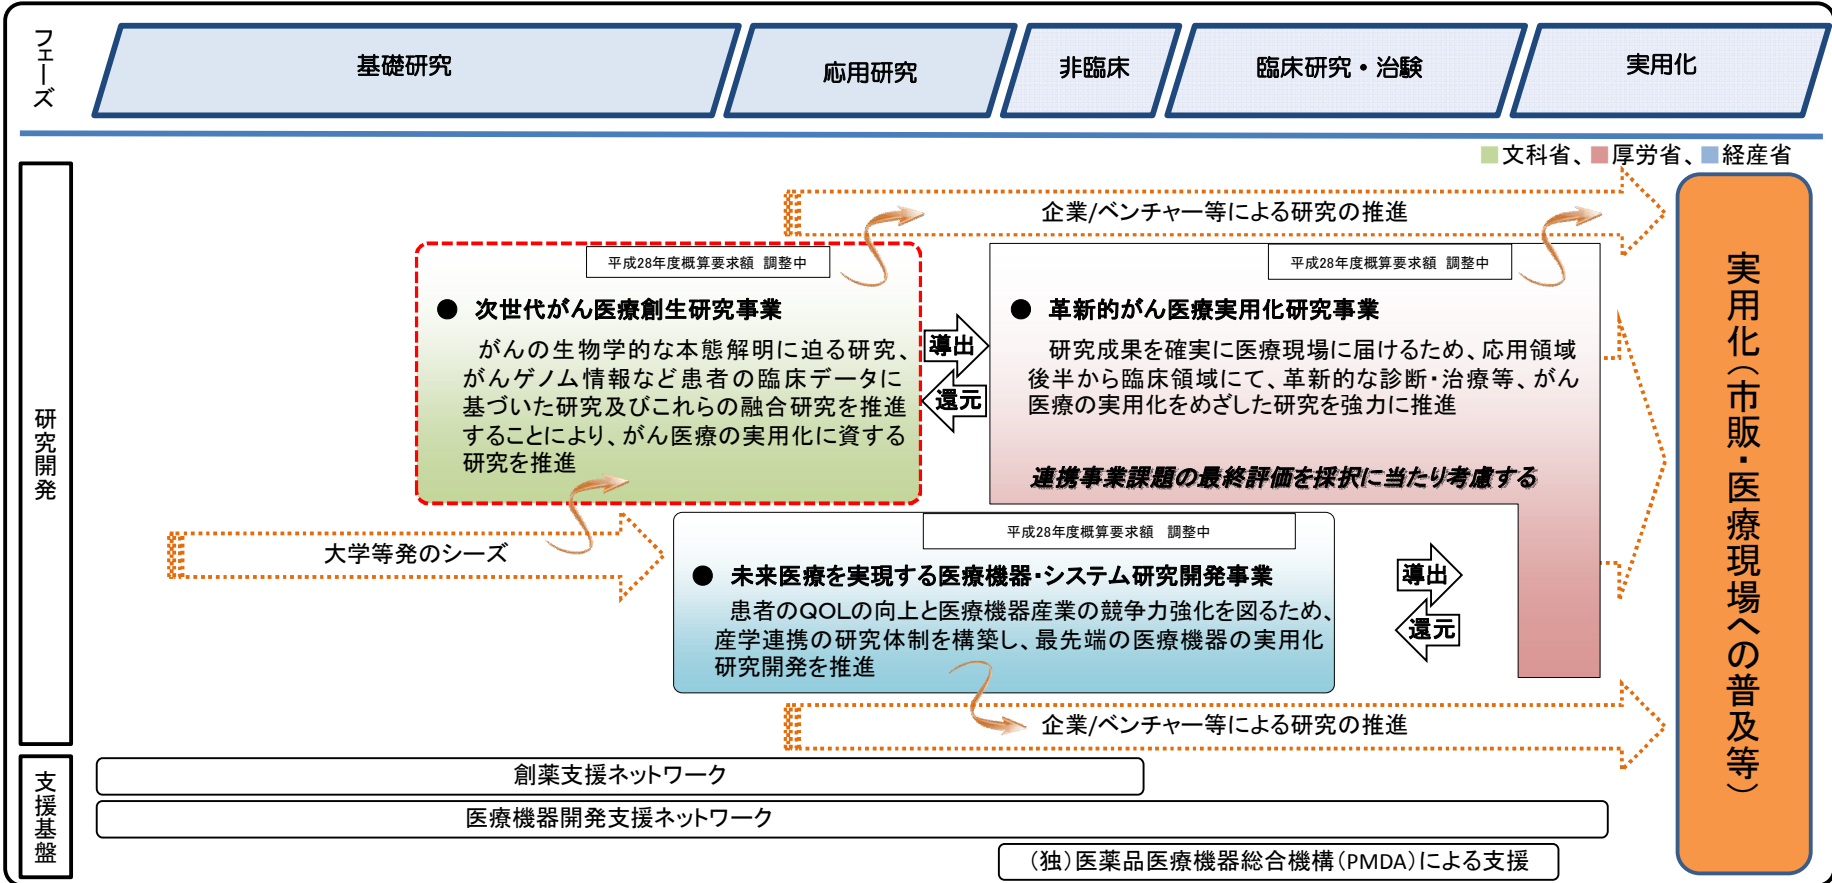 フェーズ
基礎研究
応用研究
非臨床
臨床研究・治験
実用化
■文科省、■厚労省、■経産省
研究開発
企業/ベンチャー等による研究の推進
平成28年度概算要求額 調整中
● 次世代がん医療創生研究事業
がんの生物学的な本態解明に迫る研究、
がんゲノム情報など患者の臨床データに
基づいた研究及びこれらの融合研究を推進
することにより、がん医療の実用化に資する
研究を推進
導出
還元
平成28年度概算要求額 調整中
● 革新的がん医療実用化研究事業
研究成果を確実に医療現場に届けるため、応用領域
後半から臨床領域にて、革新的な診断・治療等、がん
医療の実用化をめざした研究を強力に推進
連携事業課題の最終評価を採択に当たり考慮する
大学等発のシーズ
平成28年度概算要求額 調整中
● 未来医療を実現する医療機器・システム研究開発事業
患者のQOLの向上と医療機器産業の競争力強化を図るため、
産学連携の研究体制を構築し、最先端の医療機器の実用化
研究開発を推進
導出
還元
企業/ベンチャー等による研究の推進
実用化(市販・医療現場への普及等)
支援基盤
創薬支援ネットワーク
医療機器開発支援ネットワーク
(独)医薬品医療機器総合機構(PMDA)による支援